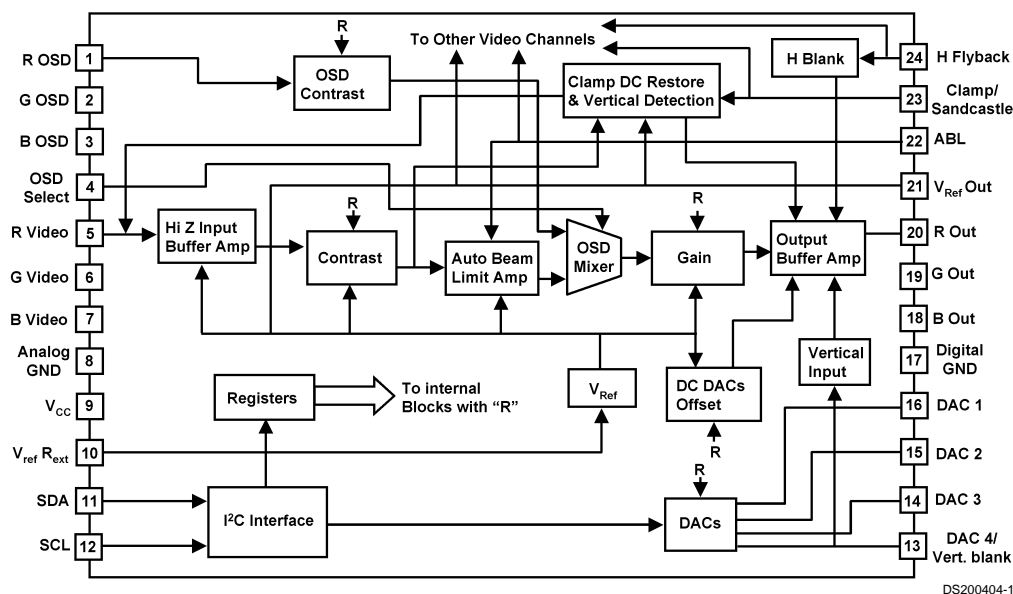 R OSD
1
G OSD
2
B OSD
3
OSD
Select
4
R Video
5
G Video
6
B Video
7
Analog
GND
8
V_CC
9
V_ref R_ext
10
SDA
11
SCL
12
R
OSD
Contrast
To Other Video Channels
Clamp DC Restore
& Vertical Detection
H Blank
Hi Z Input
Buffer Amp
R
Contrast
Auto Beam
Limit Amp
OSD
Mixer
R
Gain
Output
Buffer Amp
Registers
To internal
Blocks with “R”
V_Ref
DC DACs
Offset
R
Vertical
Input
I²C Interface
R
DACs
24
H Flyback
23
Clamp/
Sandcastle
22
ABL
21
V_Ref Out
20
R Out
19
G Out
18
B Out
17
Digital
GND
16
DAC 1
15
DAC 2
14
DAC 3
13
DAC 4/
Vert. blank
DS200404-1